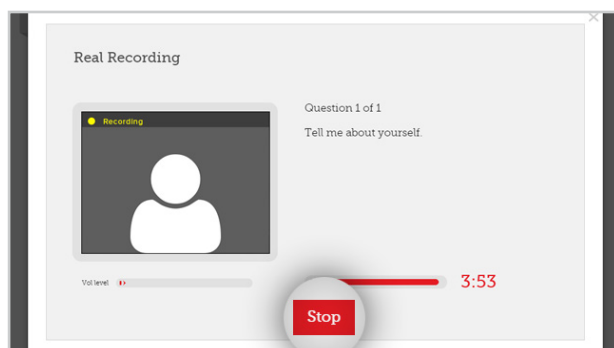 Real Recording
Recording
Question 1 of 1
Tell me about yourself.
Vol level
3:53
Stop